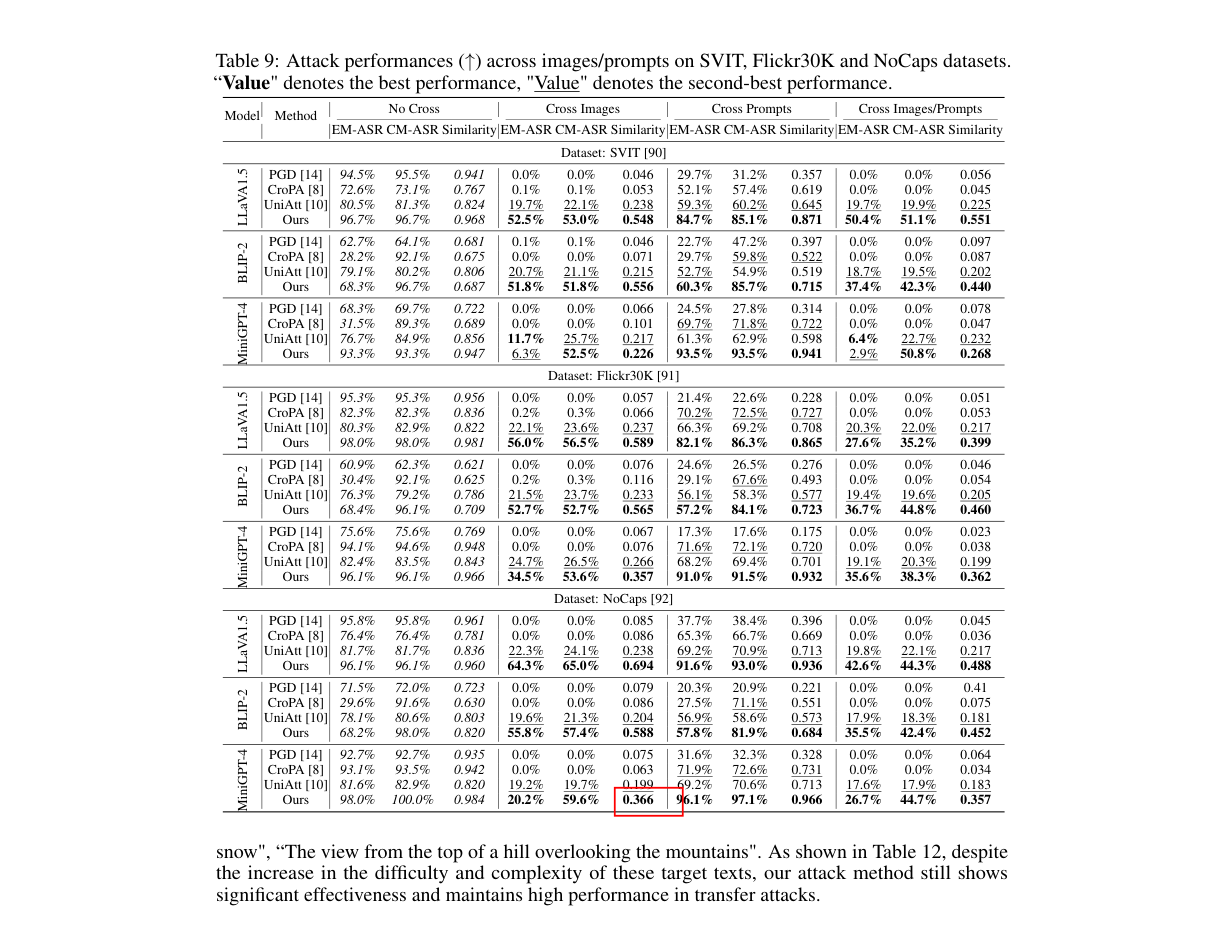 Table 9: Attack performances (↑) across images/prompts on SVIT, Flickr30K and NoCaps datasets.
“Value" denotes the best performance, "Value" denotes the second-best performance.
Model Method No Cross Cross Images Cross Prompts Cross Images/Prompts
EM-ASR CM-ASR Similarity EM-ASR CM-ASR Similarity EM-ASR CM-ASR Similarity EM-ASR CM-ASR Similarity
Dataset: SVIT [90]
LLaVA1.5
PGD [14] 94.5% 95.5% 0.941 0.0% 0.0% 0.046 29.7% 31.2% 0.357 0.0% 0.0% 0.056
CroPA [8] 72.6% 73.1% 0.767 0.1% 0.1% 0.053 52.1% 57.4% 0.619 0.0% 0.0% 0.045
UniAtt [10] 80.5% 81.3% 0.824 19.7% 22.1% 0.238 59.3% 60.2% 0.645 19.7% 19.9% 0.225
Ours 96.7% 96.7% 0.968 52.5% 53.0% 0.548 84.7% 85.1% 0.871 50.4% 51.1% 0.551
BLIP-2
PGD [14] 62.7% 64.1% 0.681 0.1% 0.1% 0.046 22.7% 47.2% 0.397 0.0% 0.0% 0.097
CroPA [8] 28.2% 92.1% 0.675 0.0% 0.0% 0.071 29.7% 59.8% 0.522 0.0% 0.0% 0.087
UniAtt [10] 79.1% 80.2% 0.806 20.7% 21.1% 0.215 52.7% 54.9% 0.519 18.7% 19.5% 0.202
Ours 68.3% 96.7% 0.687 51.8% 51.8% 0.556 60.3% 85.7% 0.715 37.4% 42.3% 0.440
MiniGPT-4
PGD [14] 68.3% 69.7% 0.722 0.0% 0.0% 0.066 24.5% 27.8% 0.314 0.0% 0.0% 0.078
CroPA [8] 31.5% 89.3% 0.689 0.0% 0.0% 0.101 69.7% 71.8% 0.722 0.0% 0.0% 0.047
UniAtt [10] 76.7% 84.9% 0.856 11.7% 25.7% 0.217 61.3% 62.9% 0.598 6.4% 22.7% 0.232
Ours 93.3% 93.3% 0.947 6.3% 52.5% 0.226 93.5% 93.5% 0.941 2.9% 50.8% 0.268
Dataset: Flickr30K [91]
LLaVA1.5
PGD [14] 95.3% 95.3% 0.956 0.0% 0.0% 0.057 21.4% 22.6% 0.228 0.0% 0.0% 0.051
CroPA [8] 82.3% 82.3% 0.836 0.2% 0.3% 0.066 70.2% 72.5% 0.727 0.0% 0.0% 0.053
UniAtt [10] 80.3% 82.9% 0.822 22.1% 23.6% 0.237 66.3% 69.2% 0.708 20.3% 22.0% 0.217
Ours 98.0% 98.0% 0.981 56.0% 56.5% 0.589 82.1% 86.3% 0.865 27.6% 35.2% 0.399
BLIP-2
PGD [14] 60.9% 62.3% 0.621 0.0% 0.0% 0.076 24.6% 26.5% 0.276 0.0% 0.0% 0.046
CroPA [8] 30.4% 92.1% 0.625 0.2% 0.3% 0.116 29.1% 67.6% 0.493 0.0% 0.0% 0.054
UniAtt [10] 76.3% 79.2% 0.786 21.5% 23.7% 0.233 56.1% 58.3% 0.577 19.4% 19.6% 0.205
Ours 68.4% 96.1% 0.709 52.7% 52.7% 0.565 57.2% 84.1% 0.723 36.7% 44.8% 0.460
MiniGPT-4
PGD [14] 75.6% 75.6% 0.769 0.0% 0.0% 0.067 17.3% 17.6% 0.175 0.0% 0.0% 0.023
CroPA [8] 94.1% 94.6% 0.948 0.0% 0.0% 0.076 71.6% 72.1% 0.720 0.0% 0.0% 0.038
UniAtt [10] 82.4% 83.5% 0.843 24.7% 26.5% 0.266 68.2% 69.4% 0.701 19.1% 20.3% 0.199
Ours 96.1% 96.1% 0.966 34.5% 53.6% 0.357 91.0% 91.5% 0.932 35.6% 38.3% 0.362
Dataset: NoCaps [92]
LLaVA1.5
PGD [14] 95.8% 95.8% 0.961 0.0% 0.0% 0.085 37.7% 38.4% 0.396 0.0% 0.0% 0.045
CroPA [8] 76.4% 76.4% 0.781 0.0% 0.0% 0.086 65.3% 66.7% 0.669 0.0% 0.0% 0.036
UniAtt [10] 81.7% 81.7% 0.836 22.3% 24.1% 0.238 69.2% 70.9% 0.713 19.8% 22.1% 0.217
Ours 96.1% 96.1% 0.960 64.3% 65.0% 0.694 91.6% 93.0% 0.936 42.6% 44.3% 0.488
BLIP-2
PGD [14] 71.5% 72.0% 0.723 0.0% 0.0% 0.079 20.3% 20.9% 0.221 0.0% 0.0% 0.41
CroPA [8] 29.6% 91.6% 0.630 0.0% 0.0% 0.086 27.5% 71.1% 0.551 0.0% 0.0% 0.075
UniAtt [10] 78.1% 80.6% 0.803 19.6% 21.3% 0.204 56.9% 58.6% 0.573 17.9% 18.3% 0.181
Ours 68.2% 98.0% 0.820 55.8% 57.4% 0.588 57.8% 81.9% 0.684 35.5% 42.4% 0.452
MiniGPT-4
PGD [14] 92.7% 92.7% 0.935 0.0% 0.0% 0.075 31.6% 32.3% 0.328 0.0% 0.0% 0.064
CroPA [8] 93.1% 93.5% 0.942 0.0% 0.0% 0.063 71.9% 72.6% 0.731 0.0% 0.0% 0.034
UniAtt [10] 81.6% 82.9% 0.820 19.2% 19.7% 0.199 69.2% 70.6% 0.713 17.6% 17.9% 0.183
Ours 98.0% 100.0% 0.984 20.2% 59.6% 0.366 96.1% 97.1% 0.966 26.7% 44.7% 0.357
snow", “The view from the top of a hill overlooking the mountains". As shown in Table 12, despite
the increase in the difficulty and complexity of these target texts, our attack method still shows
significant effectiveness and maintains high performance in transfer attacks.